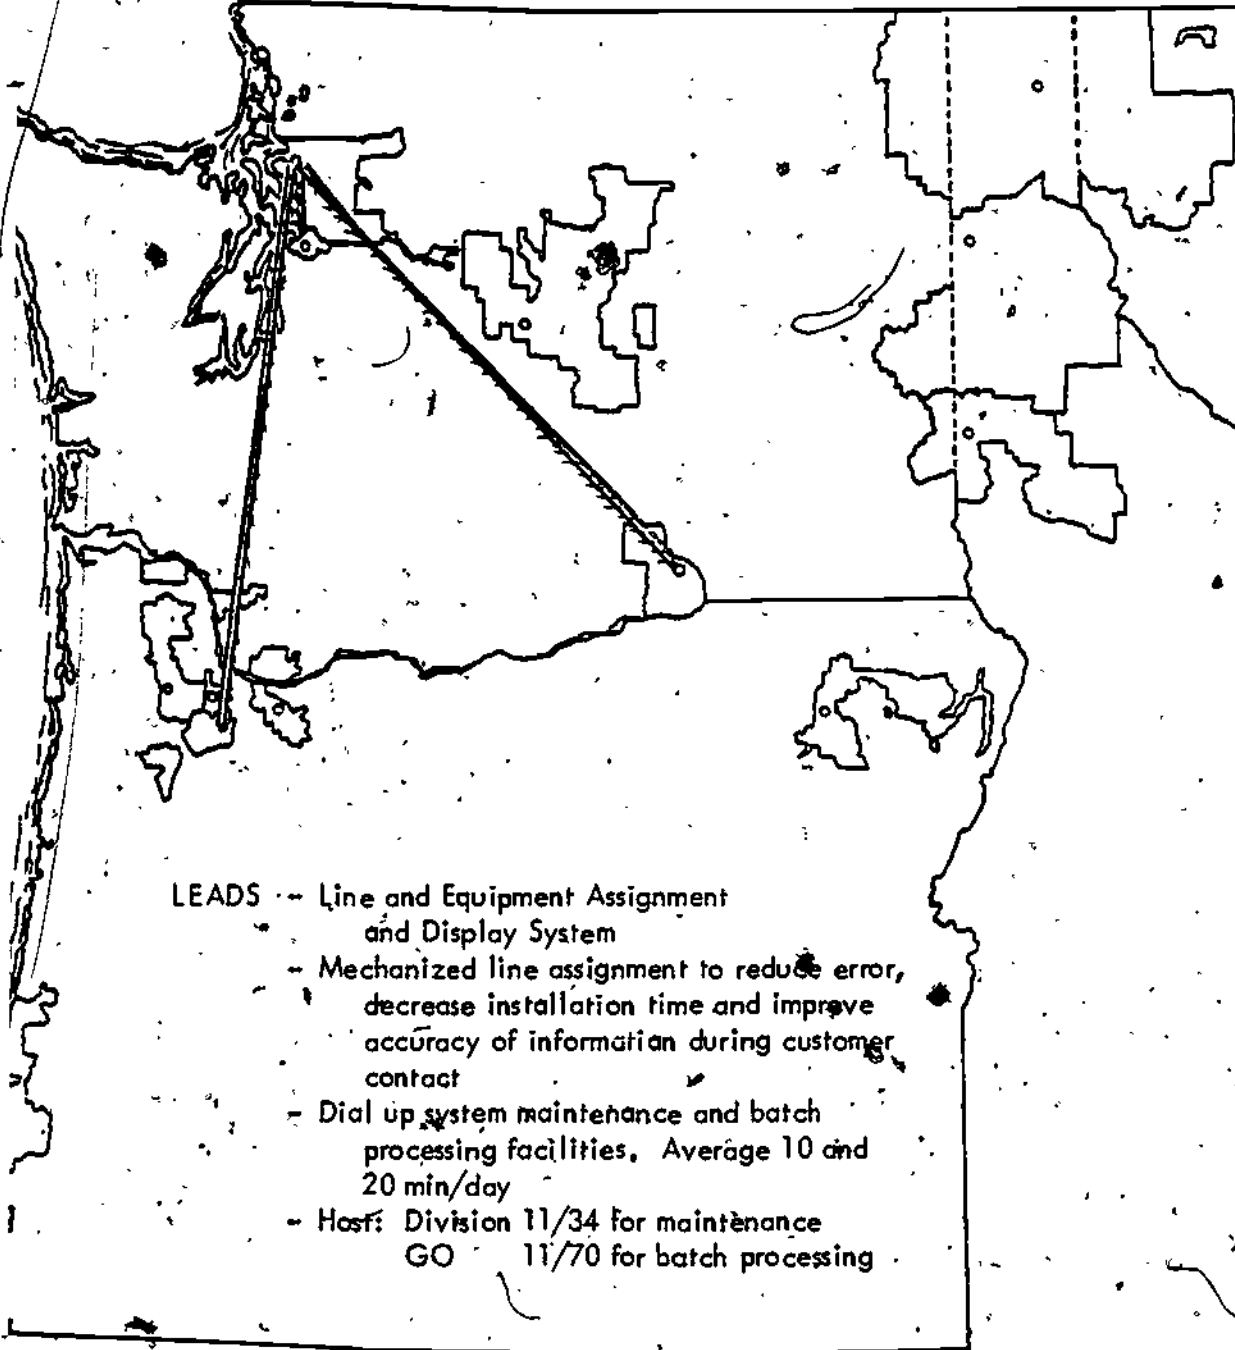 LEADS -- Line and Equipment Assignment
and Display System
- Mechanized line assignment to reduce error,
decrease installation time and improve
accuracy of information during customer
contact
- Dial up system maintenance and batch
processing facilities. Average 10 and
20 min/day
- Host: Division 11/34 for maintenance
GO 11/70 for batch processing